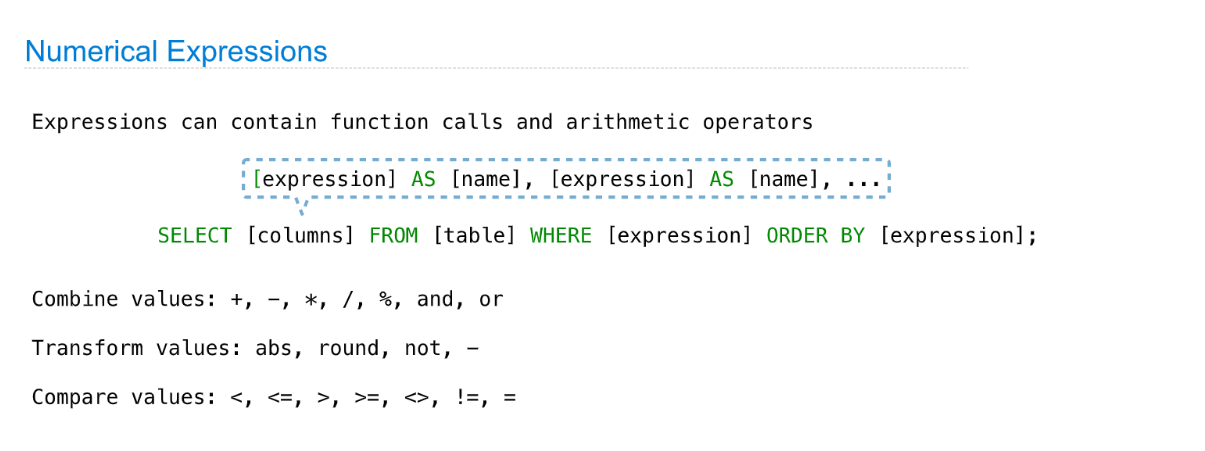 Numerical Expressions
Expressions can contain function calls and arithmetic operators
[expression] AS [name], [expression] AS [name], ...
SELECT [columns] FROM [table] WHERE [expression] ORDER BY [expression];
Combine values: +, -, *, /, %, and, or
Transform values: abs, round, not, -
Compare values: <, <=, >, >=, <>, !=, =